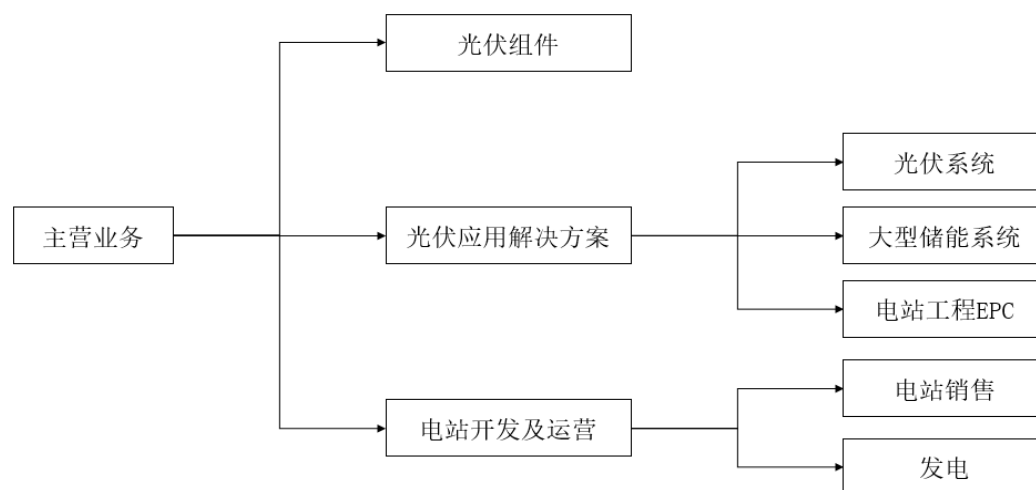 主营业务
光伏组件
光伏应用解决方案
光伏系统
大型储能系统
电站工程EPC
电站开发及运营
电站销售
发电